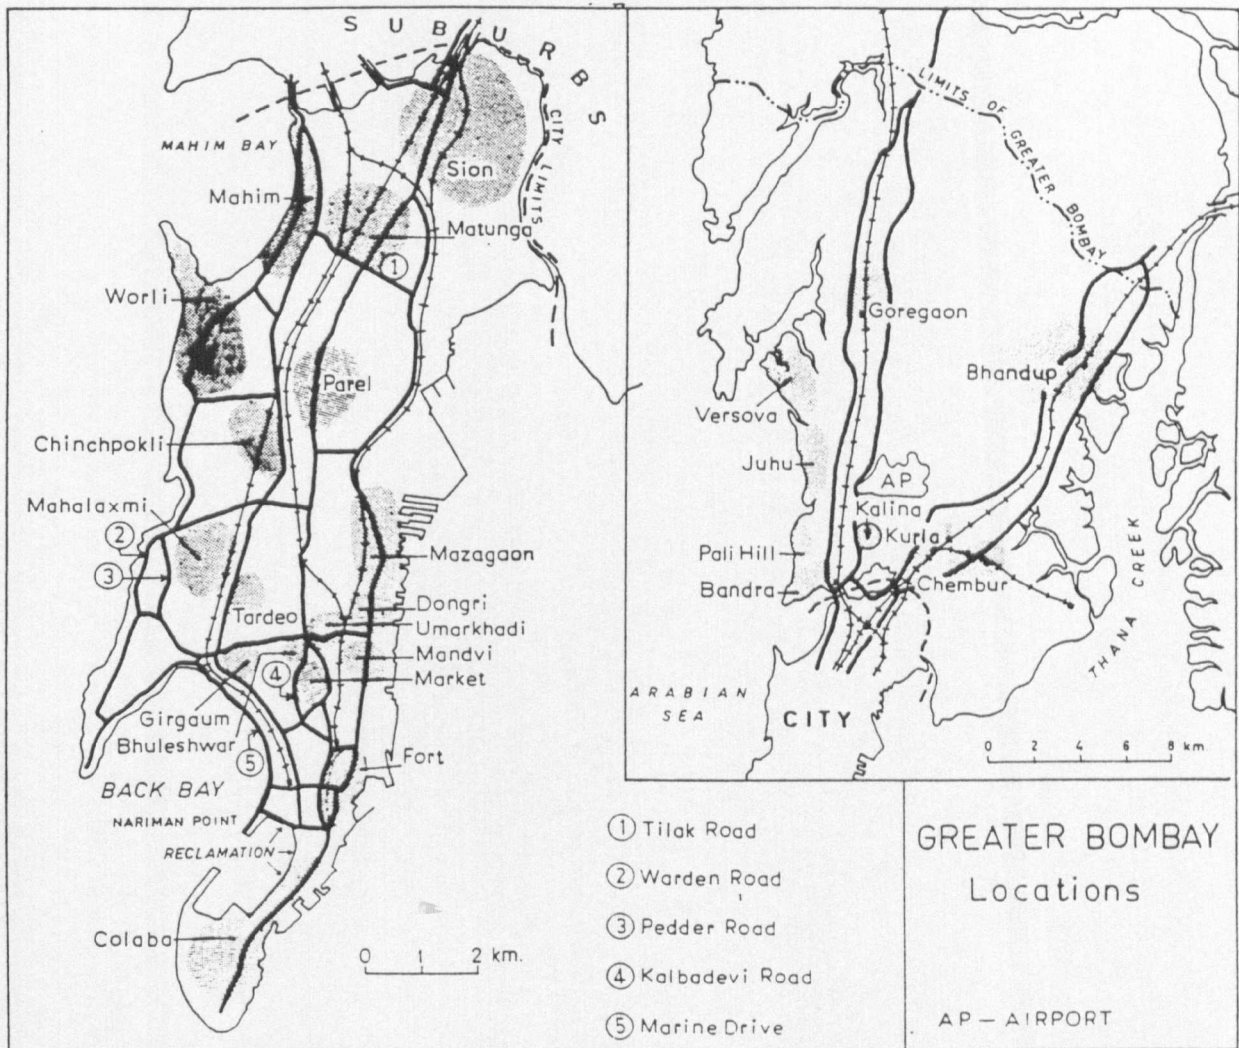 SUBURBS
CITY LIMITS
MAHIM BAY
Sion
Mahim
Matunga
1
Worli
Parel
Chinchpokli
Mahalaxmi
2
3
Mazagaon
Dongri
Tardeo
Umarkhadi
Mandvi
4
Market
Girgaum
Bhuleshwar
5
Fort
BACK BAY
NARIMAN POINT
RECLAMATION
Colaba
0 1 2 km.
LIMITS OF GREATER BOMBAY
Goregaon
Bhandup
Versova
Juhu
AP
Kalina
Kurla
Pali Hill
Bandra
Chembur
THANA CREEK
ARABIAN
SEA
CITY
0 2 4 6 8 km.
1 Tilak Road
2 Warden Road
3 Pedder Road
4 Kalbadevi Road
5 Marine Drive
GREATER BOMBAY
Locations
AP — AIRPORT